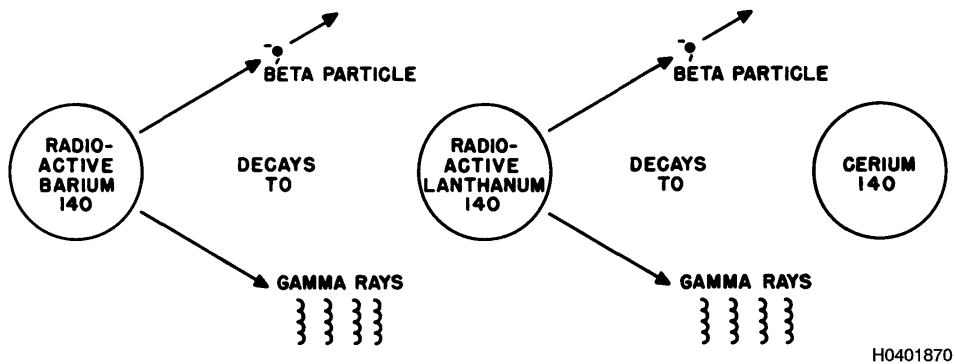 BETA PARTICLE
RADIO-
ACTIVE
BARIUM
140
DECAYS
TO
GAMMA RAYS
BETA PARTICLE
RADIO-
ACTIVE
LANTHANUM
140
DECAYS
TO
GAMMA RAYS
CERIUM
140
H0401870